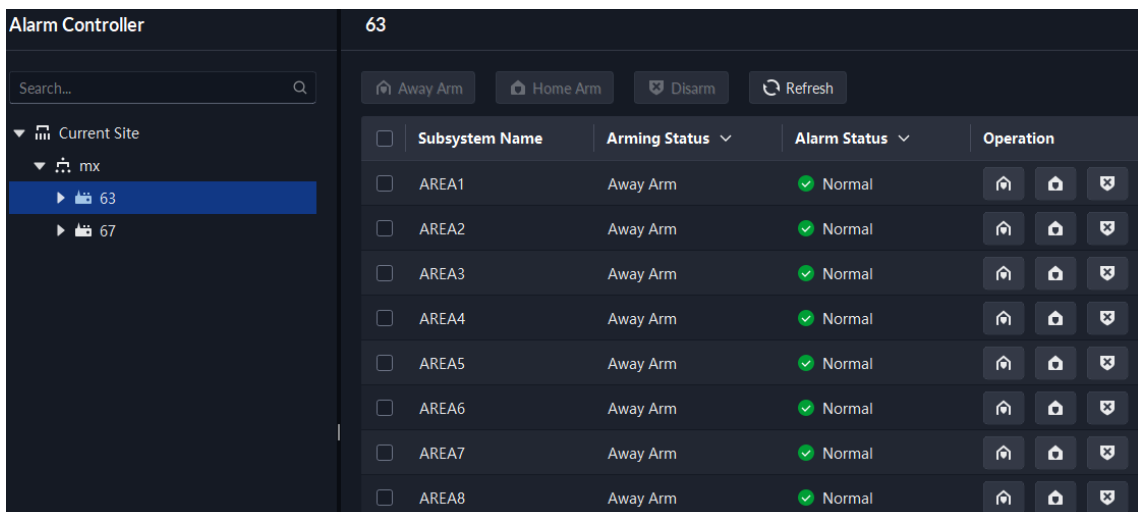 Alarm Controller
63
Search...
Away Arm Home Arm Disarm Refresh
Current Site
mx
63
67
Subsystem Name Arming Status Alarm Status Operation
AREA1 Away Arm Normal
AREA2 Away Arm Normal
AREA3 Away Arm Normal
AREA4 Away Arm Normal
AREA5 Away Arm Normal
AREA6 Away Arm Normal
AREA7 Away Arm Normal
AREA8 Away Arm Normal